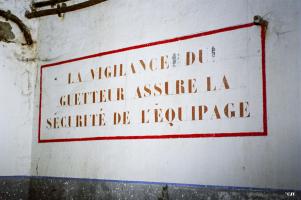 LA VIGILANCE DU
GUETTEUR ASSURE LA
SÉCURITÉ DE L'ÉQUIPAGE